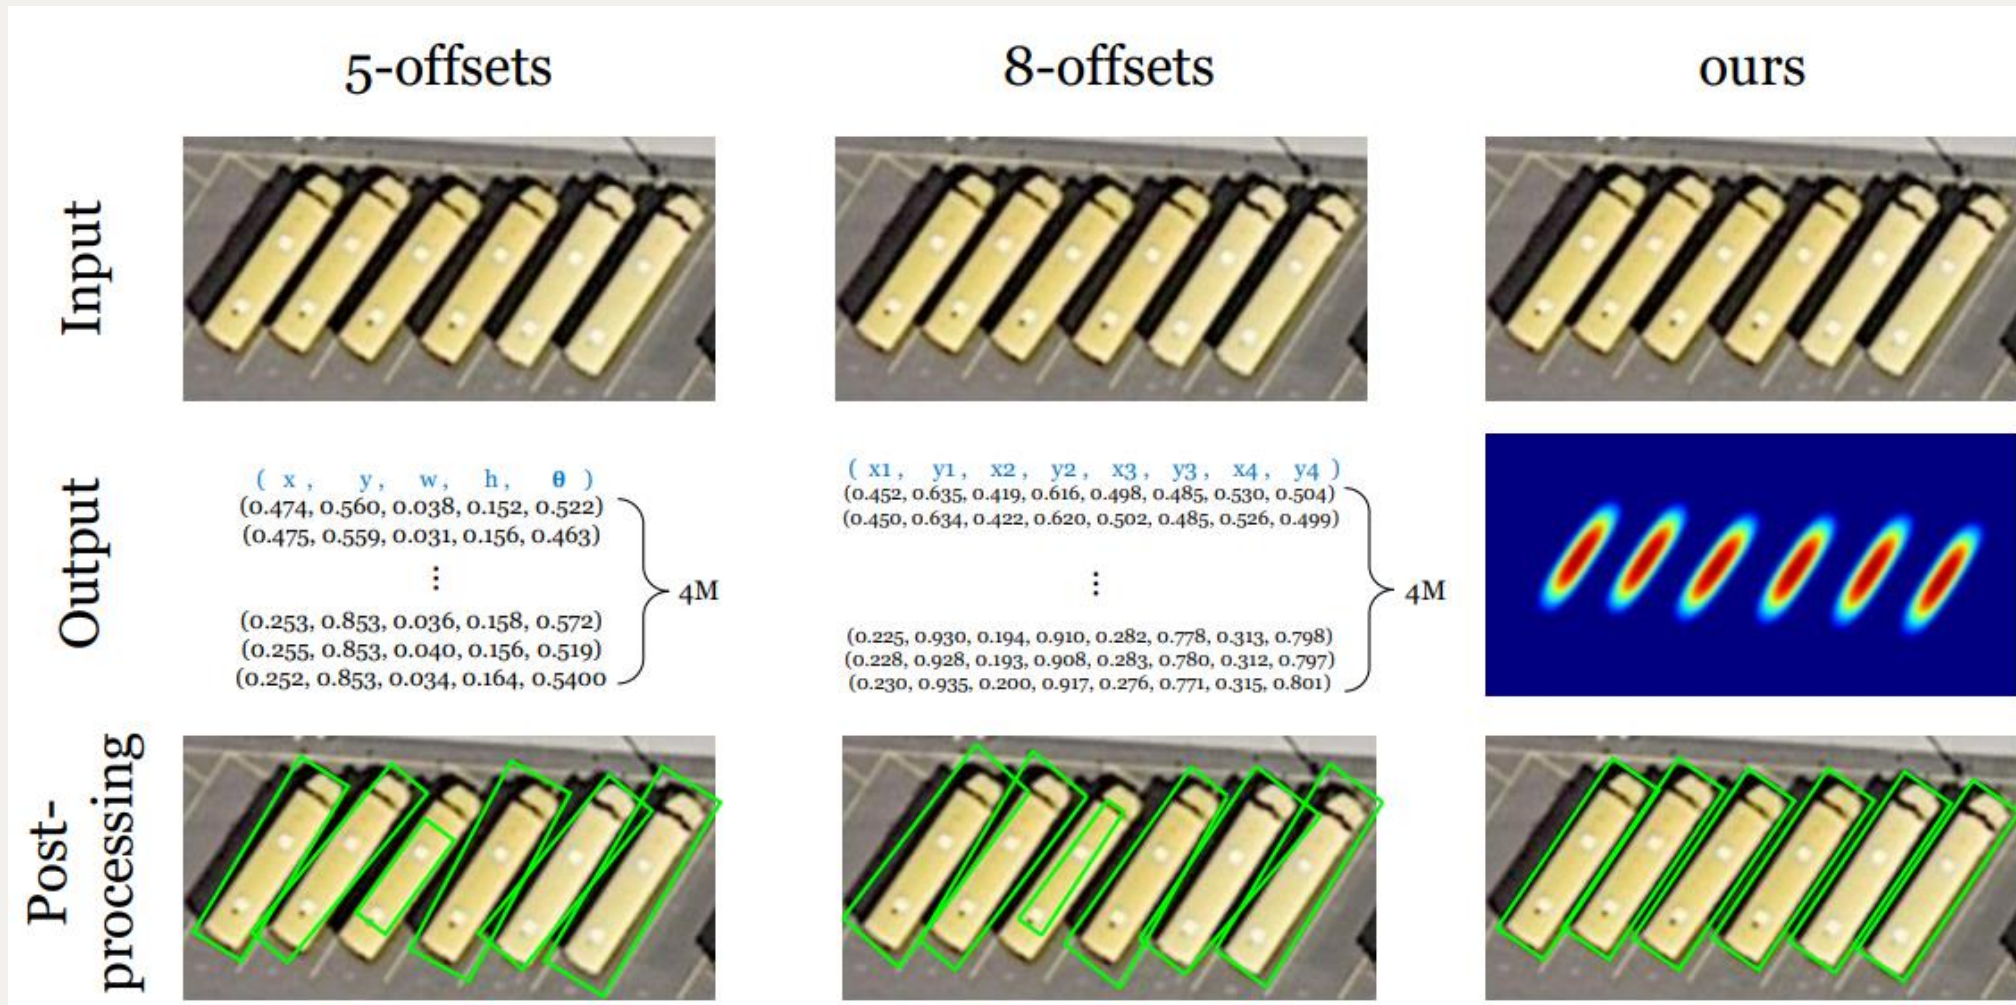 5-offsets
8-offsets
ours
Input
Output
( x , y , w, h , θ )
(0.474, 0.560, 0.038, 0.152, 0.522)
(0.475, 0.559, 0.031, 0.156, 0.463)
⋮
(0.253, 0.853, 0.036, 0.158, 0.572)
(0.255, 0.853, 0.040, 0.156, 0.519)
(0.252, 0.853, 0.034, 0.164, 0.5400
4M
( x1 , y1, x2, y2 , x3 , y3 , x4 , y4 )
(0.452, 0.635, 0.419, 0.616, 0.498, 0.485, 0.530, 0.504)
(0.450, 0.634, 0.422, 0.620, 0.502, 0.485, 0.526, 0.499)
⋮
(0.225, 0.930, 0.194, 0.910, 0.282, 0.778, 0.313, 0.798)
(0.228, 0.928, 0.193, 0.908, 0.283, 0.780, 0.312, 0.797)
(0.230, 0.935, 0.200, 0.917, 0.276, 0.771, 0.315, 0.801)
4M
Post-
processing